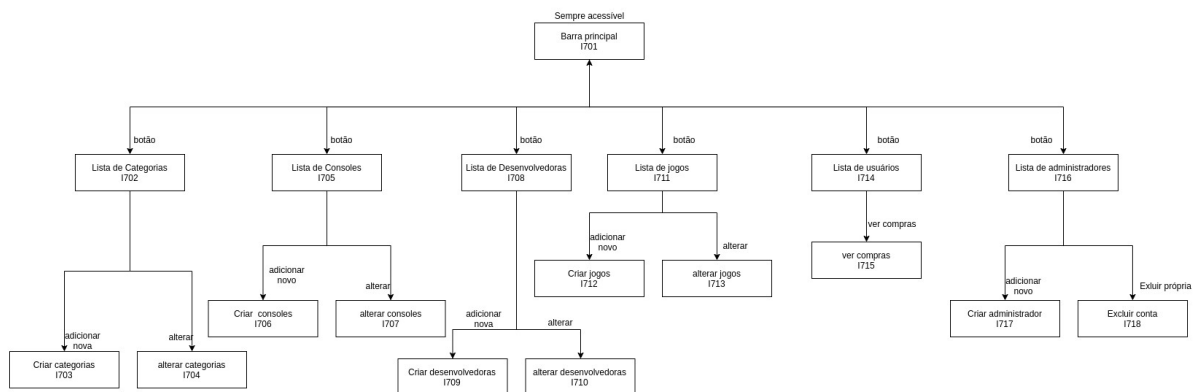 Sempre acessível
Barra principal
I701
botão
botão
botão
botão
botão
botão
Lista de Categorias
I702
Lista de Consoles
I705
Lista de Desenvolvedoras
I708
Lista de jogos
I711
Lista de usuários
I714
Lista de administradores
I716
adicionar
novo
alterar
ver compras
ver compras
I715
adicionar
novo
alterar
Criar jogos
I712
alterar jogos
I713
adicionar
novo
Exluir própria
Criar consoles
I706
alterar consoles
I707
Criar administrador
I717
Excluir conta
I718
adicionar
nova
alterar
adicionar
nova
alterar
Criar categorias
I703
alterar categorias
I704
Criar desenvolvedoras
I709
alterar desenvolvedoras
I710